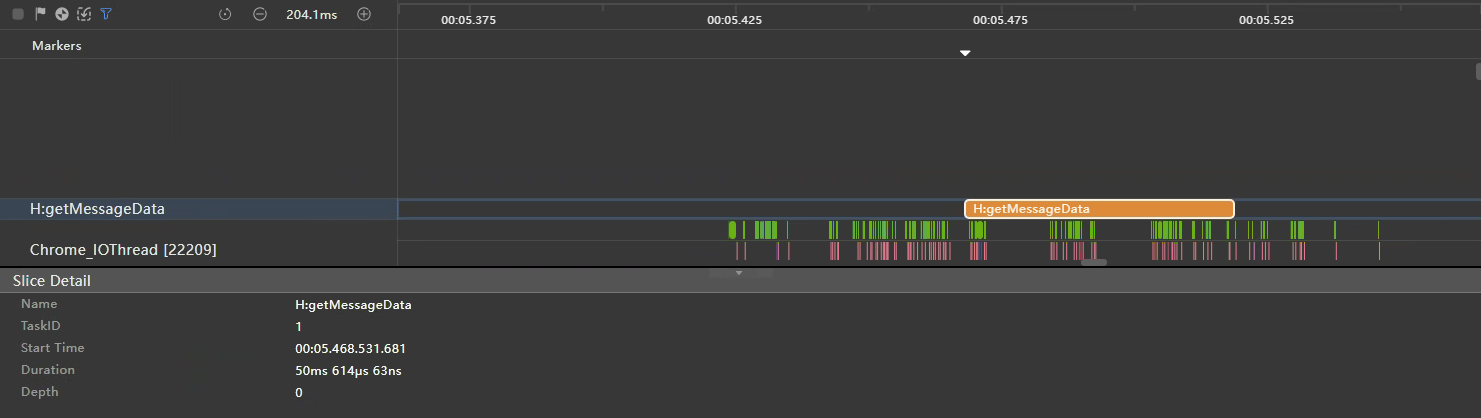 204.1ms
00:05.375
00:05.425
00:05.475
00:05.525
Markers
H:getMessageData
H:getMessageData
Chrome_IOThread [22209]
Slice Detail
Name H:getMessageData
TaskID 1
Start Time 00:05.468.531.681
Duration 50ms 614μs 63ns
Depth 0